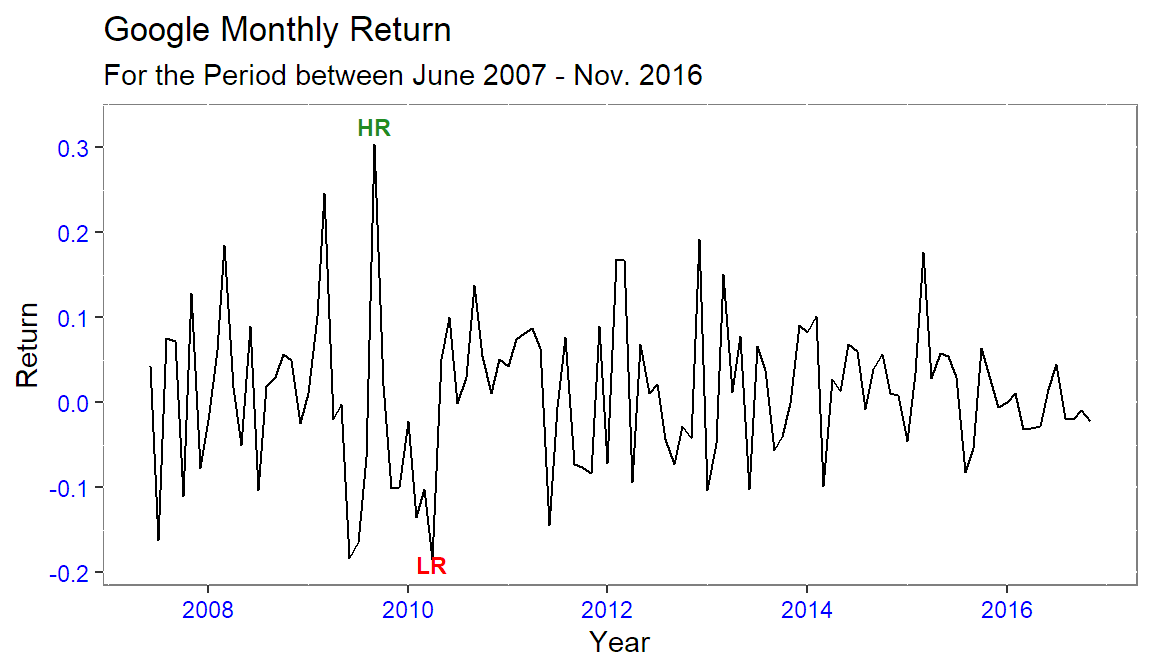 Google Monthly Return
For the Period between June 2007 - Nov. 2016
HR
0.3
0.2
0.1
0.0
-0.1
-0.2
Return
LR
2008 2010 2012 2014 2016
Year